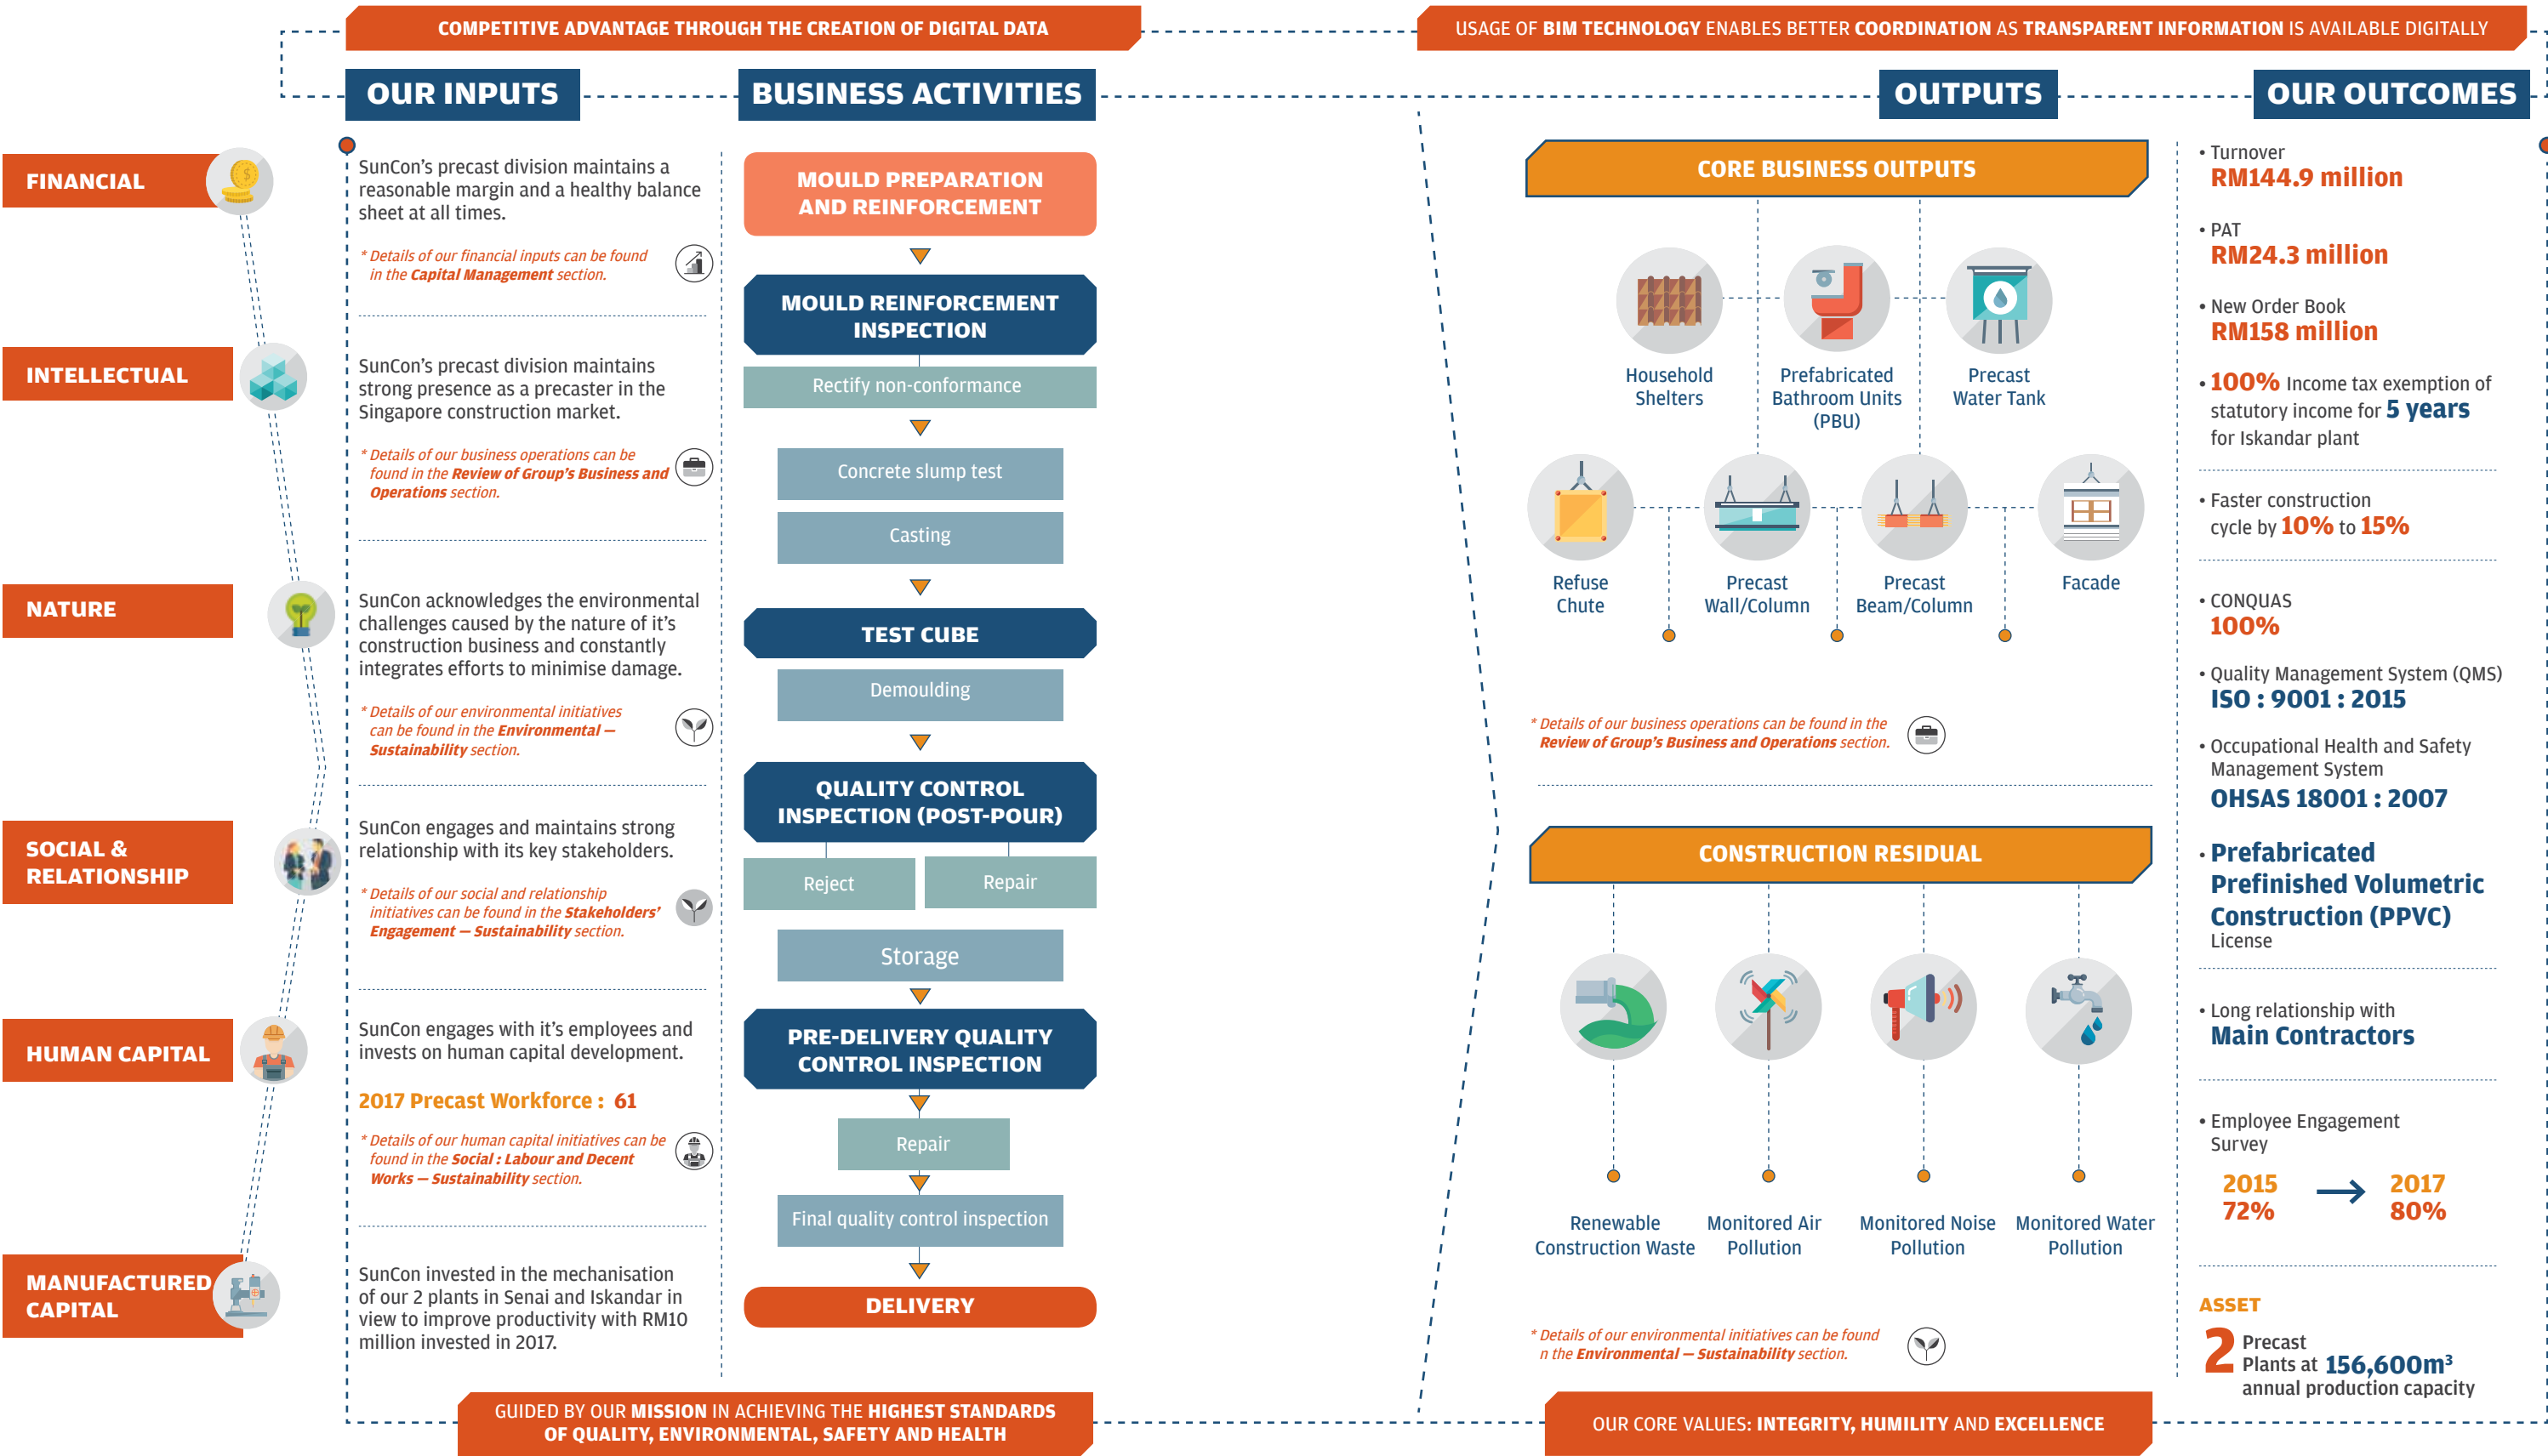 COMPETITIVE ADVANTAGE THROUGH THE CREATION OF DIGITAL DATA
USAGE OF BIM TECHNOLOGY ENABLES BETTER COORDINATION AS TRANSPARENT INFORMATION IS AVAILABLE DIGITALLY
OUR INPUTS
BUSINESS ACTIVITIES
OUTPUTS
OUR OUTCOMES
FINANCIAL
SunCon's precast division maintains a
reasonable margin and a healthy balance
sheet at all times.
* Details of our financial inputs can be found
in the Capital Management section.
INTELLECTUAL
SunCon's precast division maintains
strong presence as a precaster in the
Singapore construction market.
* Details of our business operations can be
found in the Review of Group's Business and
Operations section.
NATURE
SunCon acknowledges the environmental
challenges caused by the nature of it's
construction business and constantly
integrates efforts to minimise damage.
* Details of our environmental initiatives
can be found in the Environmental –
Sustainability section.
SOCIAL &
RELATIONSHIP
SunCon engages and maintains strong
relationship with its key stakeholders.
* Details of our social and relationship
initiatives can be found in the Stakeholders'
Engagement – Sustainability section.
HUMAN CAPITAL
SunCon engages with it's employees and
invests on human capital development.
2017 Precast Workforce : 61
* Details of our human capital initiatives can be
found in the Social : Labour and Decent
Works – Sustainability section.
MANUFACTURED
CAPITAL
SunCon invested in the mechanisation
of our 2 plants in Senai and Iskandar in
view to improve productivity with RM10
million invested in 2017.
MOULD PREPARATION
AND REINFORCEMENT
MOULD REINFORCEMENT
INSPECTION
Rectify non-conformance
Concrete slump test
Casting
TEST CUBE
Demoulding
QUALITY CONTROL
INSPECTION (POST-POUR)
Reject
Repair
Storage
PRE-DELIVERY QUALITY
CONTROL INSPECTION
Repair
Final quality control inspection
DELIVERY
CORE BUSINESS OUTPUTS
Household
Shelters
Prefabricated
Bathroom Units
(PBU)
Precast
Water Tank
Refuse
Chute
Precast
Wall/Column
Precast
Beam/Column
Facade
* Details of our business operations can be found in the
Review of Group's Business and Operations section.
CONSTRUCTION RESIDUAL
Renewable
Construction Waste
Monitored Air
Pollution
Monitored Noise
Pollution
Monitored Water
Pollution
* Details of our environmental initiatives can be found
n the Environmental – Sustainability section.
• Turnover
RM144.9 million
• PAT
RM24.3 million
• New Order Book
RM158 million
• 100% Income tax exemption of
statutory income for 5 years
for Iskandar plant
• Faster construction
cycle by 10% to 15%
• CONQUAS
100%
• Quality Management System (QMS)
ISO : 9001 : 2015
• Occupational Health and Safety
Management System
OHSAS 18001 : 2007
• Prefabricated
Prefinished Volumetric
Construction (PPVC)
License
• Long relationship with
Main Contractors
• Employee Engagement
Survey
2015
72%
2017
80%
ASSET
2 Precast
Plants at 156,600m³
annual production capacity
GUIDED BY OUR MISSION IN ACHIEVING THE HIGHEST STANDARDS
OF QUALITY, ENVIRONMENTAL, SAFETY AND HEALTH
OUR CORE VALUES: INTEGRITY, HUMILITY AND EXCELLENCE